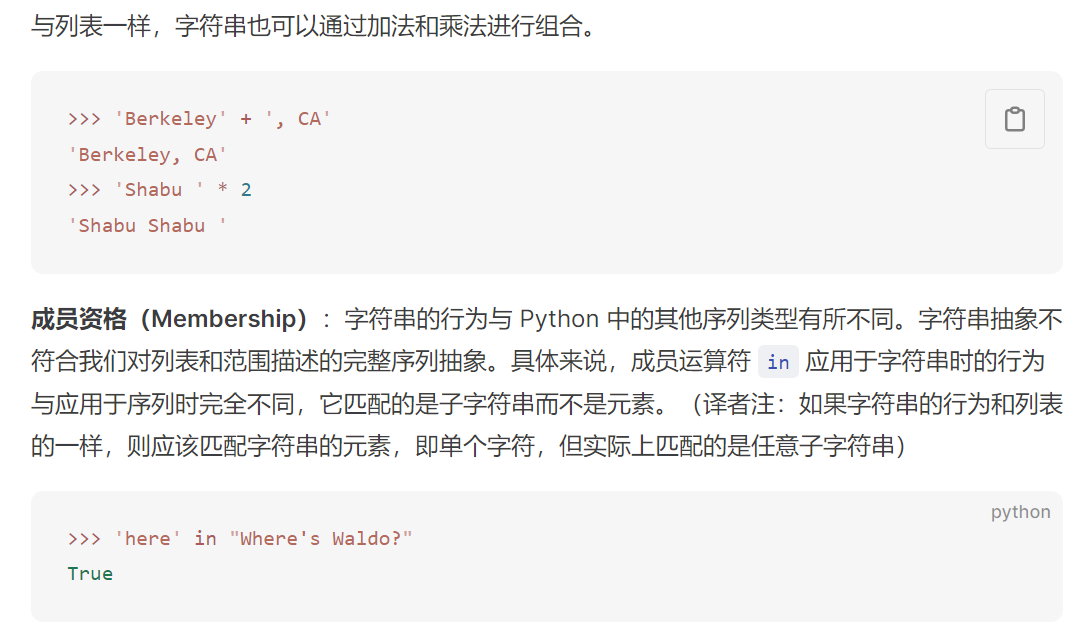 与列表一样，字符串也可以通过加法和乘法进行组合。
>>> 'Berkeley' + ', CA'
'Berkeley, CA'
>>> 'Shabu ' * 2
'Shabu Shabu '
成员资格（Membership）：字符串的行为与 Python 中的其他序列类型有所不同。字符串抽象不
符合我们对列表和范围描述的完整序列抽象。具体来说，成员运算符 in 应用于字符串时的行为
与应用于序列时完全不同，它匹配的是子字符串而不是元素。（译者注：如果字符串的行为和列表
的一样，则应该匹配字符串的元素，即单个字符，但实际上匹配的是任意子字符串）
python
>>> 'here' in "Where's Waldo?"
True